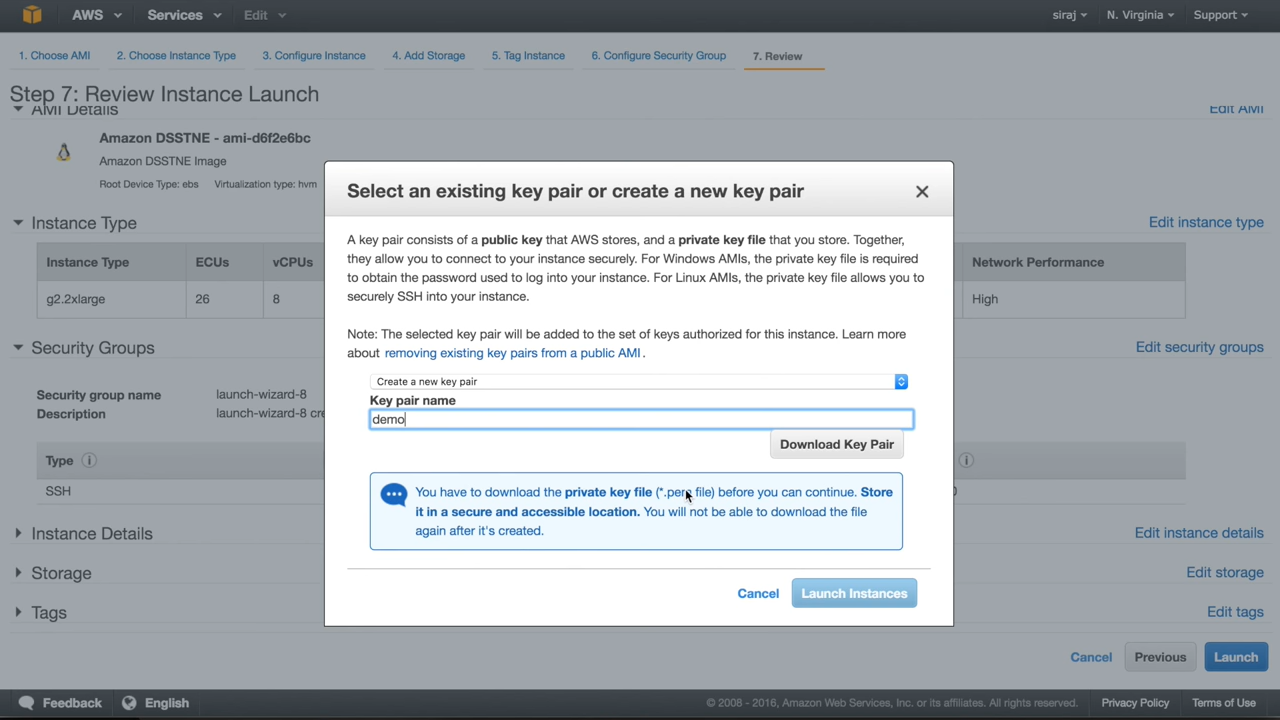 AWS Services Edit siraj N. Virginia Support
1. Choose AMI 2. Choose Instance Type 3. Configure Instance 4. Add Storage 5. Tag Instance 6. Configure Security Group 7. Review
Step 7: Review Instance Launch
AMI Details Edit AMI
Amazon DSSTNE - ami-d6f2e6bc
Amazon DSSTNE Image
Root Device Type: ebs Virtualization type: hvm
Instance Type Edit instance type
Instance Type ECUs vCPUs Network Performance
g2.2xlarge 26 8 High
Security Groups Edit security groups
Security group name launch-wizard-8
Description launch-wizard-8 cre
Type
SSH
Instance Details Edit instance details
Storage Edit storage
Tags Edit tags
Select an existing key pair or create a new key pair
A key pair consists of a public key that AWS stores, and a private key file that you store. Together,
they allow you to connect to your instance securely. For Windows AMIs, the private key file is required
to obtain the password used to log into your instance. For Linux AMIs, the private key file allows you to
securely SSH into your instance.
Note: The selected key pair will be added to the set of keys authorized for this instance. Learn more
about removing existing key pairs from a public AMI.
Create a new key pair
Key pair name
demo
Download Key Pair
You have to download the private key file (*.pem file) before you can continue. Store
it in a secure and accessible location. You will not be able to download the file
again after it's created.
Cancel Launch Instances
Cancel Previous Launch
Feedback English © 2008 - 2016, Amazon Web Services, Inc. or its affiliates. All rights reserved. Privacy Policy Terms of Use